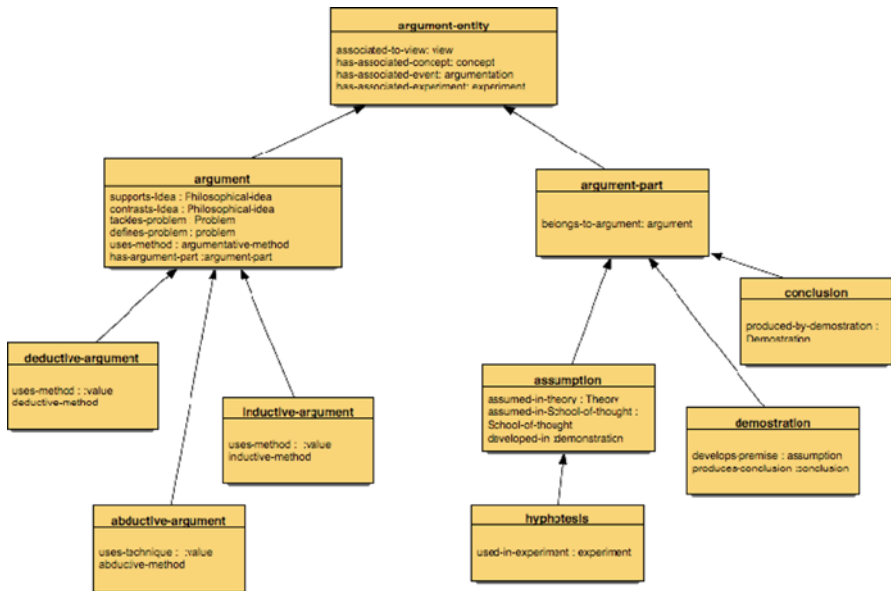 argument-entity
associated-to-view: view
has-associated-concept: concept
has-associated-event: argumentation
has-associated-experiment: experiment
argument
supports-Idea : Philosophical-idea
contrasts-Idea : Philosophical-idea
tackles-problem : Problem
defines-problem : problem
uses-method : argumentative-method
has-argument-part :argument-part
argument-part
belongs-to-argument: argument
conclusion
produced-by-demostration :
Demostration
deductive-argument
uses-method : :value
deductive-method
inductive-argument
uses-method : :value
inductive-method
assumption
assumed-in-theory : Theory
assumed-in-School-of-thought :
School-of-thought
developed-in :demonstration
demostration
develops-premise : assumption
produces-conclusion :conclusion
abductive-argument
uses-technique : :value
abductive-method
hyphotesis
used-in-experiment : experiment